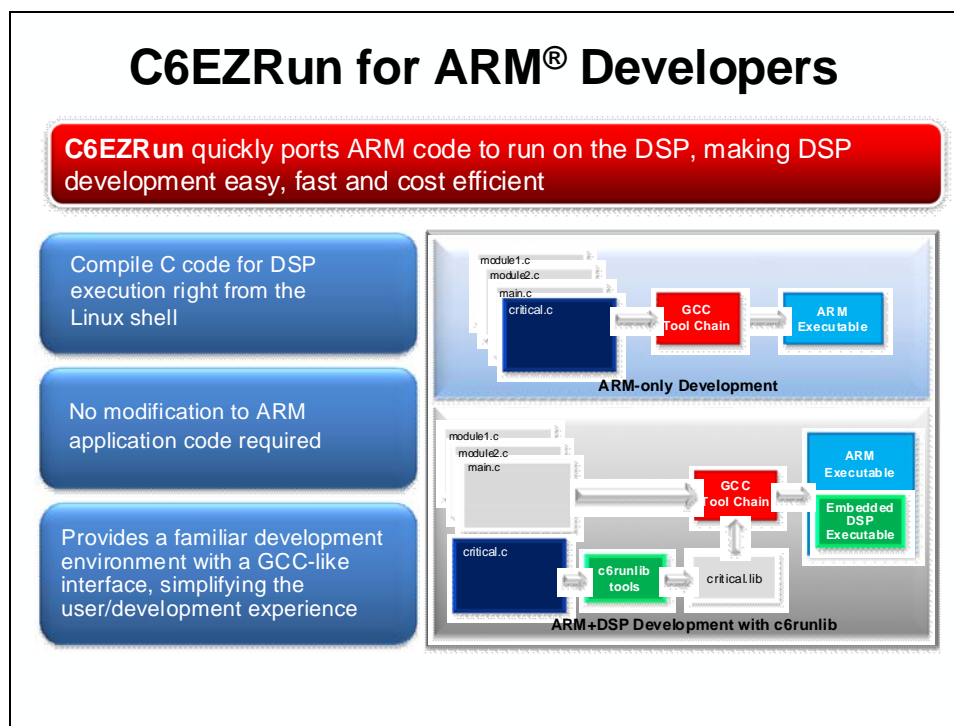 C6EZRun for ARM® Developers
C6EZRun quickly ports ARM code to run on the DSP, making DSP
development easy, fast and cost efficient
Compile C code for DSP
execution right from the
Linux shell
No modification to ARM
application code required
Provides a familiar development
environment with a GCC-like
interface, simplifying the
user/development experience
module1.c
module2.c
main.c
critical.c
GCC
Tool Chain
ARM
Executable
ARM-only Development
module1.c
module2.c
main.c
critical.c
c6runlib
tools
critical.lib
GCC
Tool Chain
ARM
Executable
Embedded
DSP
Executable
ARM+DSP Development with c6runlib